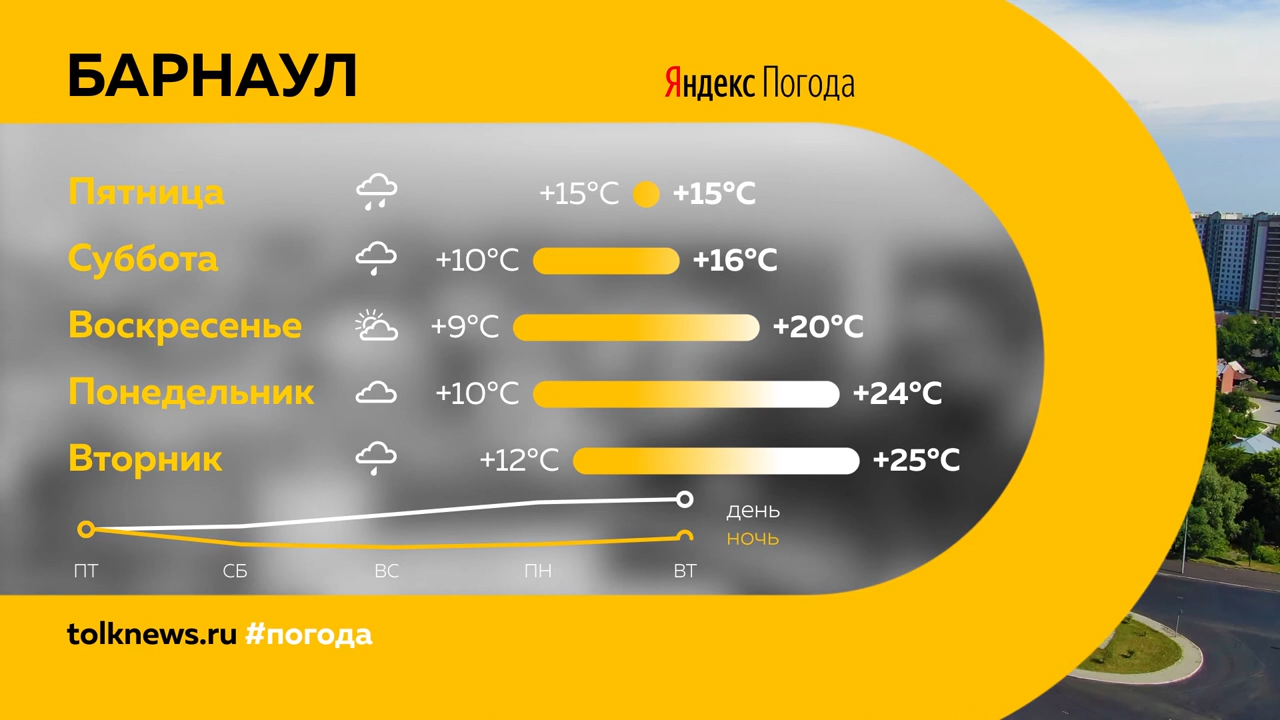 БАРНАУЛ
Яндекс Погода
Пятница +15°C +15°C
Суббота +10°C +16°C
Воскресенье +9°C +20°C
Понедельник +10°C +24°C
Вторник +12°C +25°C
день
ночь
ПТ СБ ВС ПН ВТ
tolknews.ru #погода